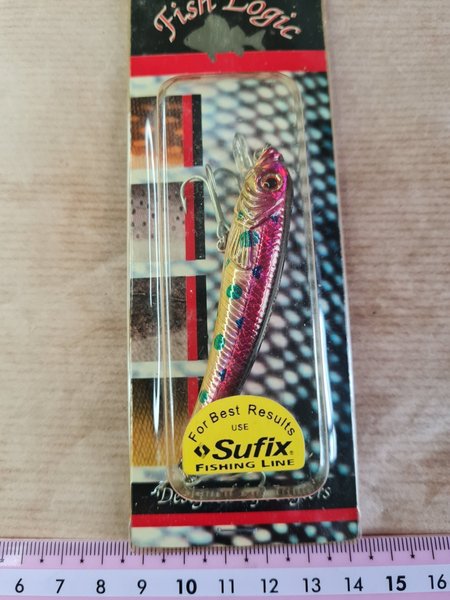 Fish Logic
For Best Results
USE
Sufix
FISHING LINE
6 7 8 9 10 11 12 13 14 15 16